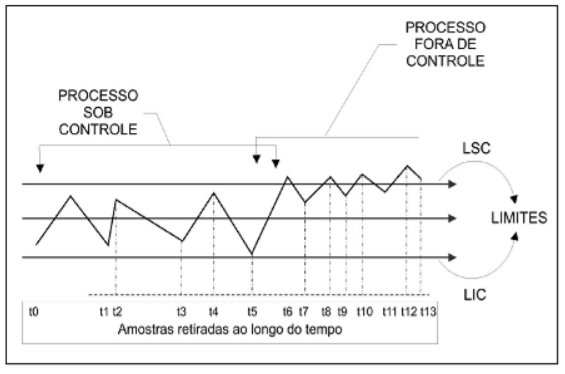 PROCESSO
FORA DE
CONTROLE
PROCESSO
SOB
CONTROLE
LSC
LIMITES
LIC
t0 t1 t2 t3 t4 t5 t6 t7 t8 t9 t10 t11 t12 t13
Amostras retiradas ao longo do tempo